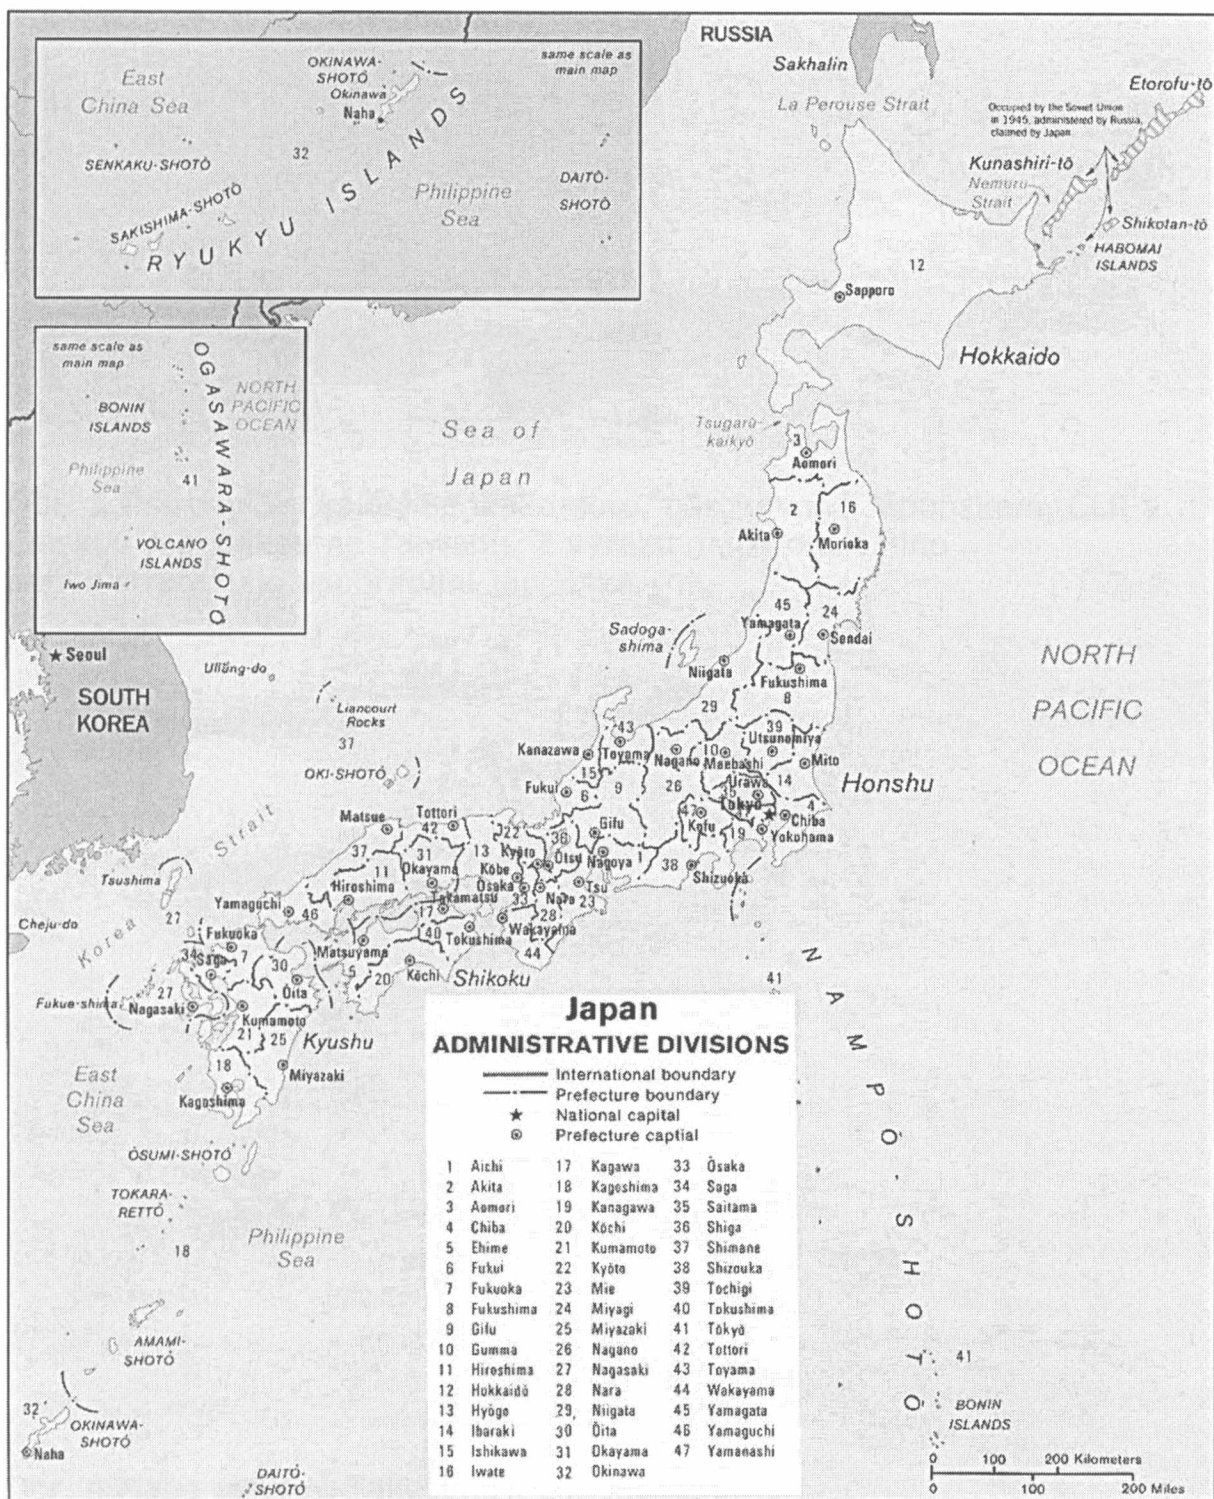 RUSSIA
Sakhalin
La Perouse Strait
Etorofu-tō
Occupied by the Soviet Union
in 1945, administered by Russia,
claimed by Japan.
Kunashiri-tō
Nemuru
Strait
Shikotan-tō
HABOMAI
ISLANDS
12
Sapporo
Hokkaido
East
China Sea
OKINAWA-
SHOTŌ
Okinawa
Naha
same scale as
main map
32
SENKAKU-SHOTŌ
SAKISHIMA-SHOTŌ
RYUKYU ISLANDS
Philippine
Sea
DAITŌ-
SHOTŌ
same scale as
main map
OGASAWARA-SHOTŌ
NORTH
PACIFIC
OCEAN
BONIN
ISLANDS
Philippine
Sea
41
VOLCANO
ISLANDS
Iwo Jima
Sea of
Japan
Tsugarū-
kaikyō
3
Aomori
2
16
Akita
Morioka
45
24
Yamagata
Sendai
Sadoga-
shima
Niigata
Fukushima
8
29
Seoul
SOUTH
KOREA
Ullŭng-do
Liancourt
Rocks
37
OKI-SHOTŌ
NORTH
PACIFIC
OCEAN
43
Toyama
Kanazawa
15
Fukui
6
9
Nagano
26
10
Maebashi
39
Utsunomiya
Mito
14
Urawa
35
Tōkyō
47
Kofu
4
Chiba
19
Yokohama
Honshu
Matsue
Tottori
42
37
31
13
22
36
Gifu
Kyōto
Ōtsu
Nagoya
1
38
Shizuoka
11
Okayama
Kōbe
Ōsaka
33
Nara
Tsu
23
Hiroshima
Takamatsu
17
28
Wakayama
44
Yamaguchi
46
40
Tokushima
Matsuyama
5
20
Kōchi
Shikoku
Korea Strait
Tsushima
27
Cheju-do
Fukuoka
34
Saga
7
30
Ōita
Fukue-shima
27
Nagasaki
Kumamoto
21
25
Kyushu
18
Miyazaki
Kagoshima
East
China
Sea
ŌSUMI-SHOTŌ
TOKARA-
RETTŌ
18
Philippine
Sea
AMAMI-
SHOTŌ
32
OKINAWA-
SHOTŌ
Naha
DAITŌ-
SHOTŌ
41
NAMPŌ-SHOTŌ
41
BONIN
ISLANDS
Japan
ADMINISTRATIVE DIVISIONS
International boundary
Prefecture boundary
National capital
Prefecture captial
1 Aichi
2 Akita
3 Aomori
4 Chiba
5 Ehime
6 Fukui
7 Fukuoka
8 Fukushima
9 Gifu
10 Gumma
11 Hiroshima
12 Hokkaidō
13 Hyōgo
14 Ibaraki
15 Ishikawa
16 Iwate
17 Kagawa
18 Kagoshima
19 Kanagawa
20 Kōchi
21 Kumamoto
22 Kyōto
23 Mie
24 Miyagi
25 Miyazaki
26 Nagano
27 Nagasaki
28 Nara
29 Niigata
30 Ōita
31 Okayama
32 Okinawa
33 Ōsaka
34 Saga
35 Saitama
36 Shiga
37 Shimane
38 Shizouka
39 Tochigi
40 Tokushima
41 Tōkyō
42 Tottori
43 Toyama
44 Wakayama
45 Yamagata
46 Yamaguchi
47 Yamanashi
0 100 200 Kilometers
0 100 200 Miles